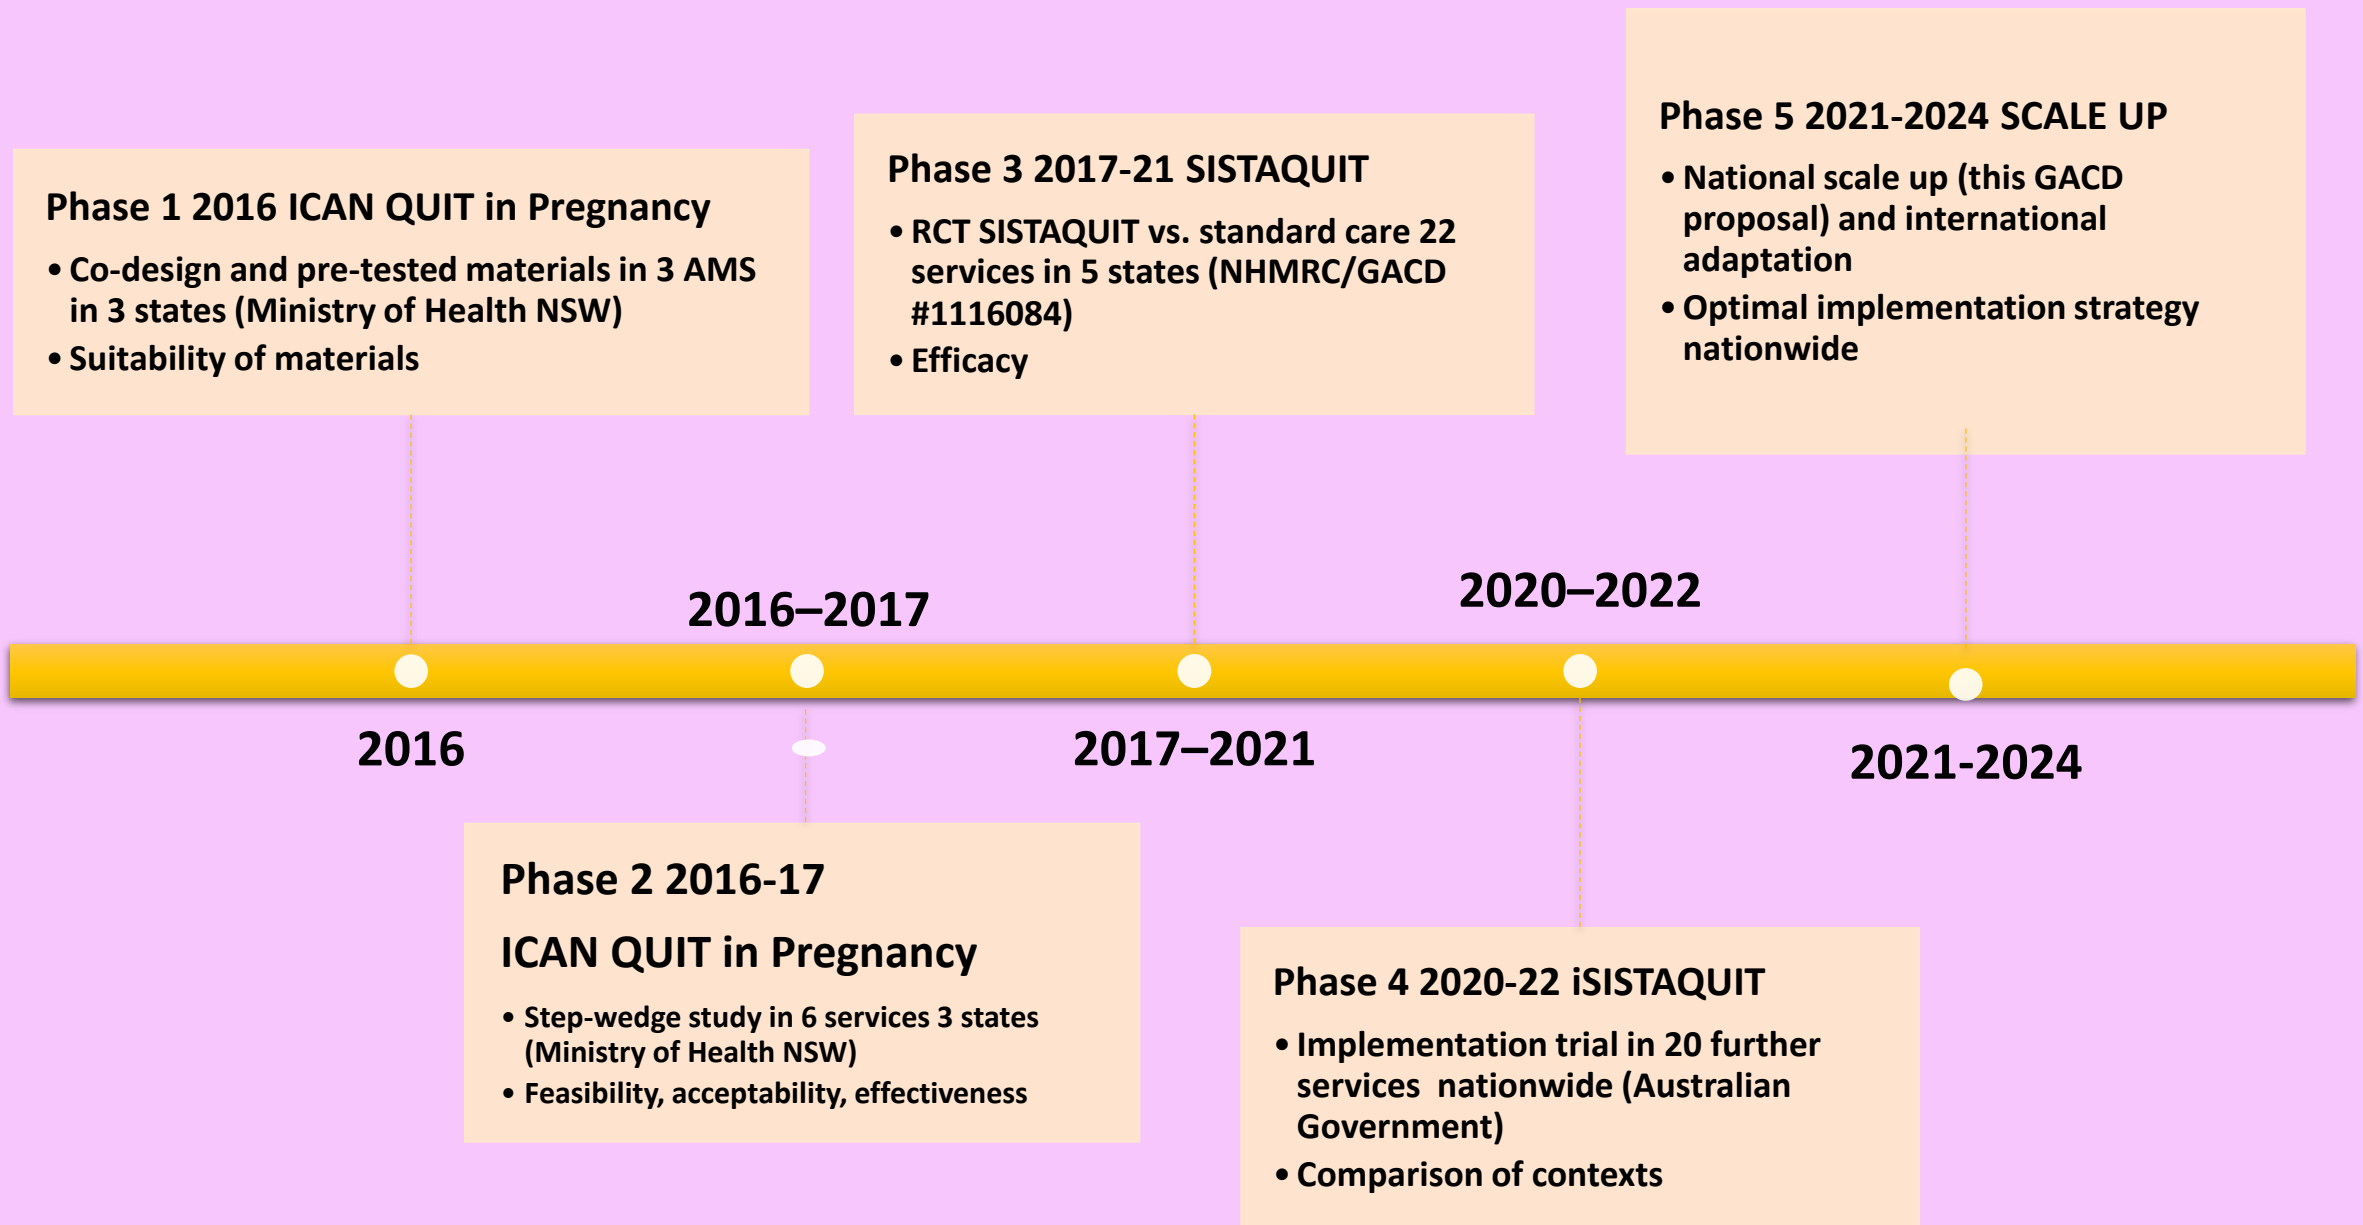 Phase 1 2016 ICAN QUIT in Pregnancy
• Co-design and pre-tested materials in 3 AMS
in 3 states (Ministry of Health NSW)
• Suitability of materials
Phase 3 2017-21 SISTAQUIT
• RCT SISTAQUIT vs. standard care 22
services in 5 states (NHMRC/GACD
#1116084)
• Efficacy
Phase 5 2021-2024 SCALE UP
• National scale up (this GACD
proposal) and international
adaptation
• Optimal implementation strategy
nationwide
2016–2017
2020–2022
2016
2017–2021
2021-2024
Phase 2 2016-17
ICAN QUIT in Pregnancy
• Step-wedge study in 6 services 3 states
(Ministry of Health NSW)
• Feasibility, acceptability, effectiveness
Phase 4 2020-22 iSISTAQUIT
• Implementation trial in 20 further
services  nationwide (Australian
Government)
• Comparison of contexts